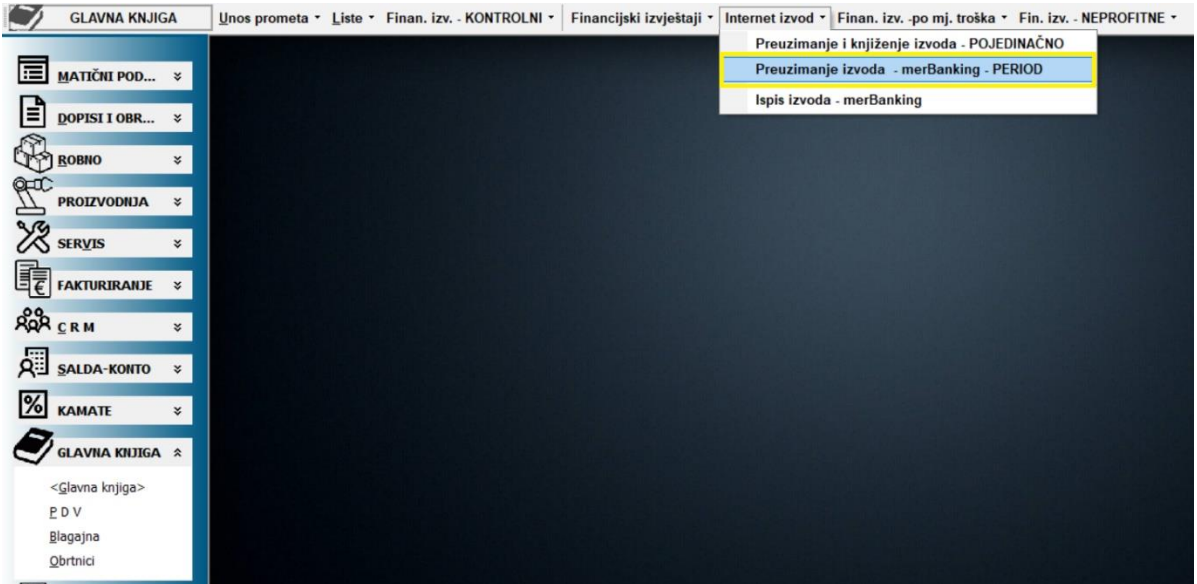 GLAVNA KNJIGA
Unos prometa Liste Finan. izv. - KONTROLNI Financijski izvještaji Internet izvod Finan. izv. -po mj. troška Fin. izv. - NEPROFITNE
Preuzimanje i knjiženje izvoda - POJEDINAČNO
Preuzimanje izvoda - merBanking - PERIOD
Ispis izvoda - merBanking
MATIČNI POD...
DOPISI I OBR...
ROBNO
PROIZVODNJA
SERVIS
FAKTURIRANJE
C R M
SALDA-KONTO
KAMATE
GLAVNA KNJIGA
<Glavna knjiga>
P D V
Blagajna
Obrtnici